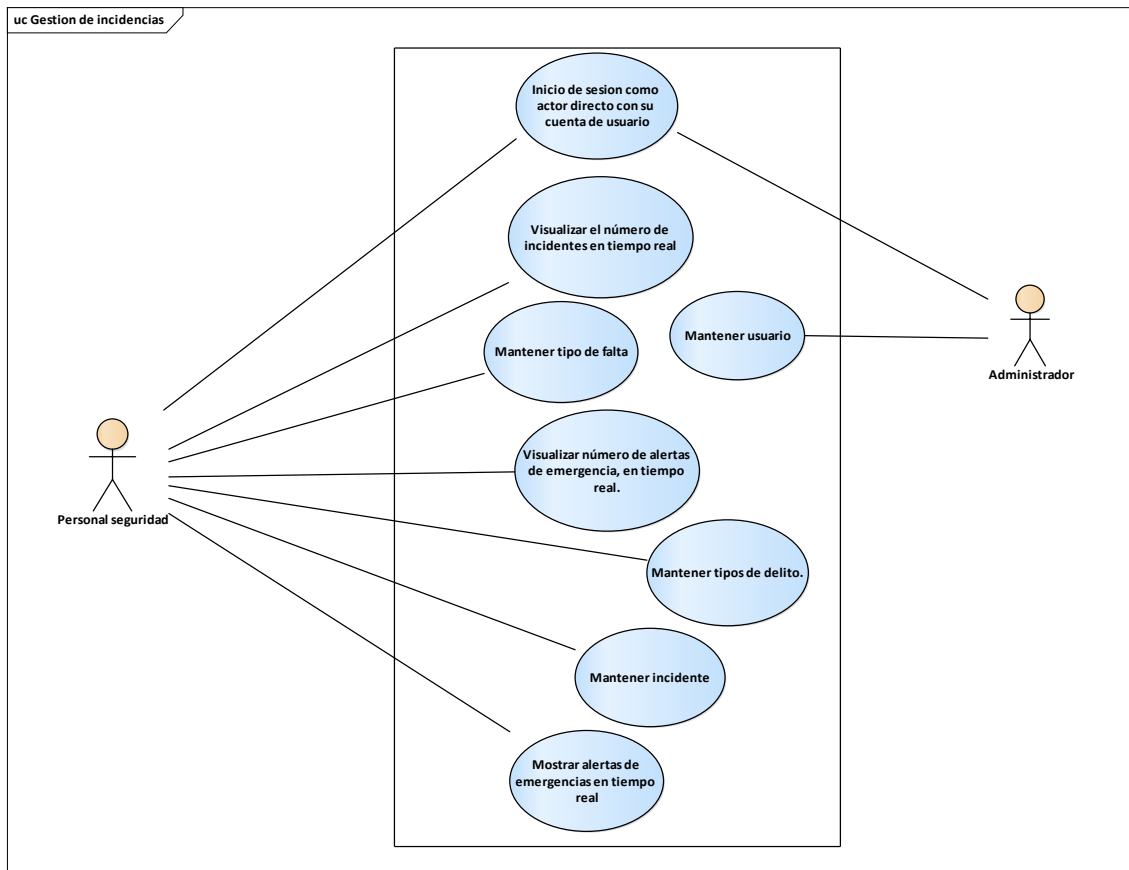 uc Gestion de incidencias
Inicio de sesion como
actor directo con su
cuenta de usuario
Visualizar el número de
incidentes en tiempo real
Mantener usuario
Mantener tipo de falta
Administrador
Visualizar número de alertas
de emergencia, en tiempo
real.
Personal seguridad
Mantener tipos de delito.
Mantener incidente
Mostrar alertas de
emergencias en tiempo
real